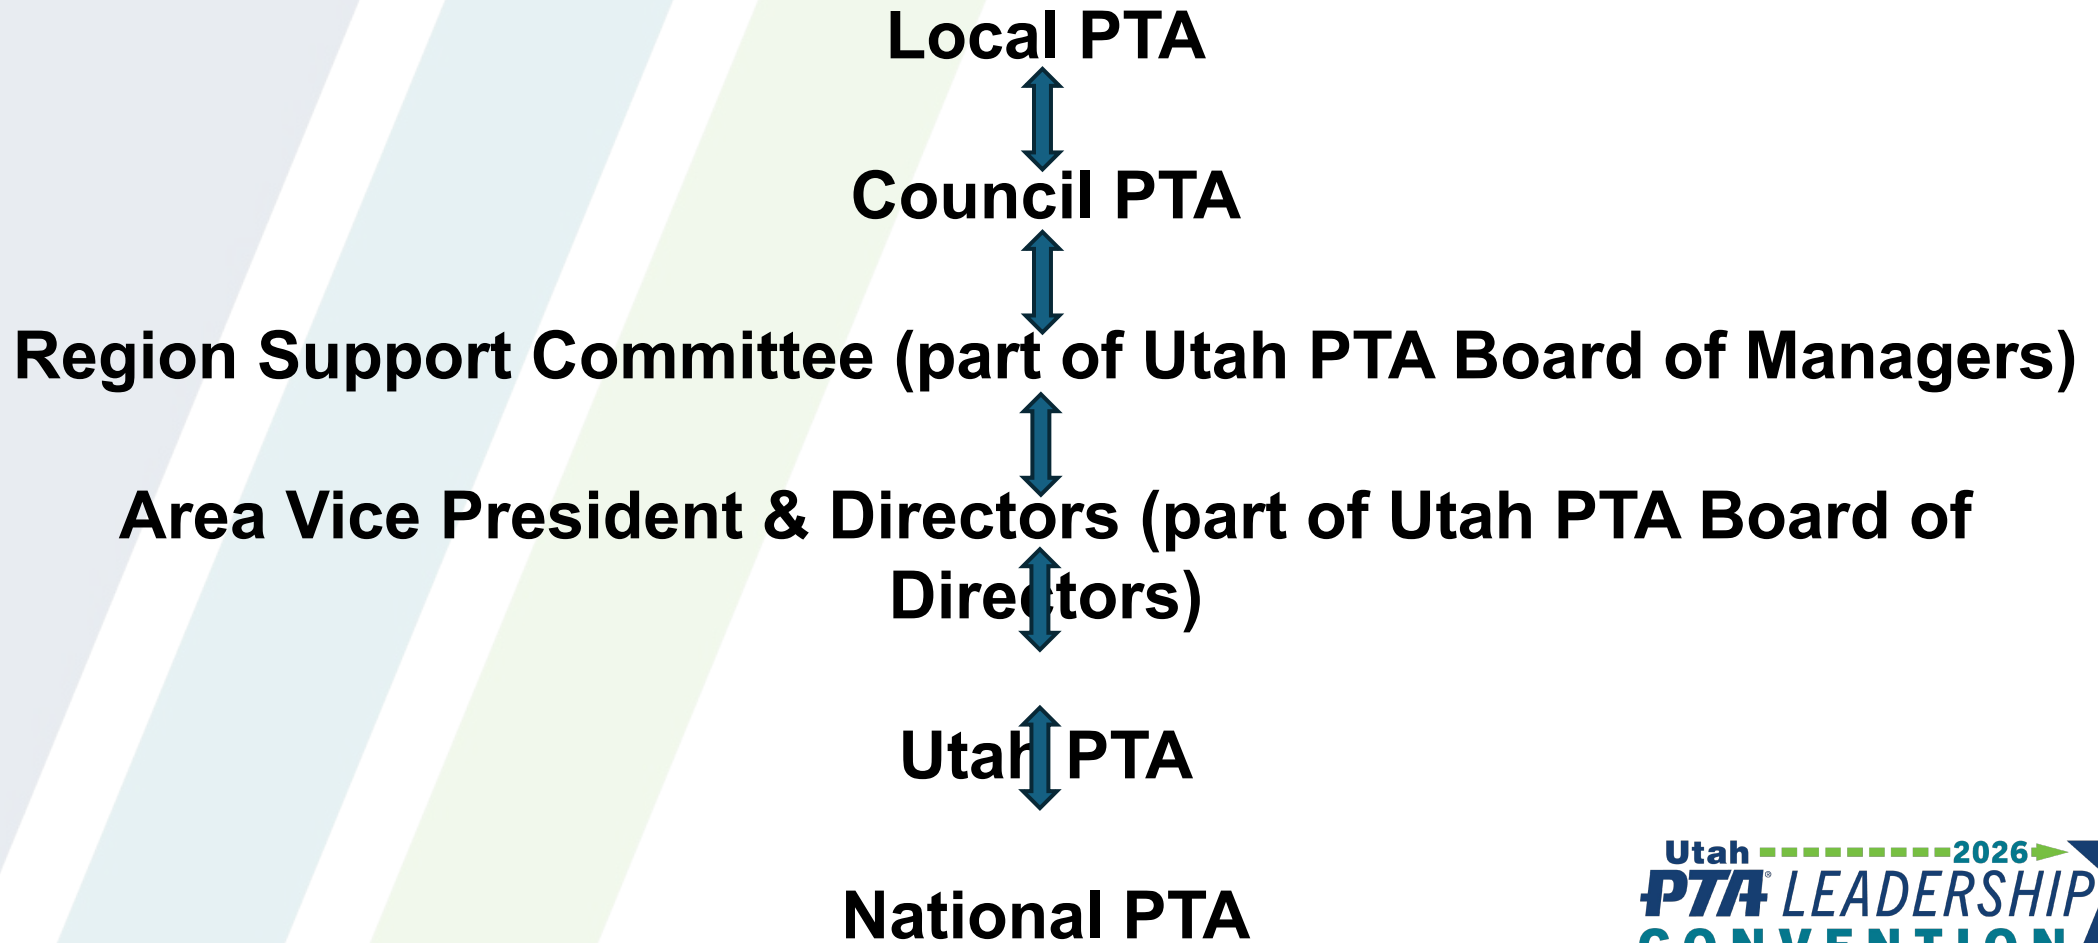 Local PTA
Council PTA
Region Support Committee (part of Utah PTA Board of Managers)
Area Vice President & Directors (part of Utah PTA Board of
Directors)
Utah PTA
National PTA
Utah 2026
PTA® LEADERSHIP
CONVENTION